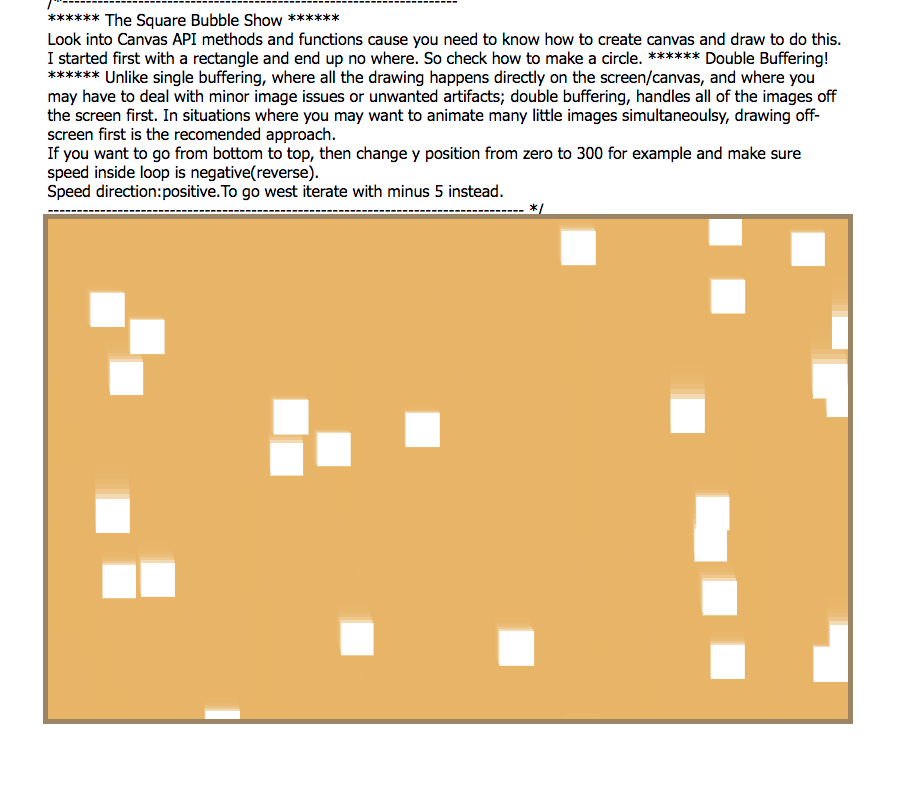 /*---------------------------------------------------------------------
****** The Square Bubble Show ******
Look into Canvas API methods and functions cause you need to know how to create canvas and draw to do this.
I started first with a rectangle and end up no where. So check how to make a circle. ****** Double Buffering!
****** Unlike single buffering, where all the drawing happens directly on the screen/canvas, and where you
may have to deal with minor image issues or unwanted artifacts; double buffering, handles all of the images off
the screen first. In situations where you may want to animate many little images simultaneoulsy, drawing off-
screen first is the recomended approach.
If you want to go from bottom to top, then change y position from zero to 300 for example and make sure
speed inside loop is negative(reverse).
Speed direction:positive.To go west iterate with minus 5 instead.
---------------------------------------------------------------------------------- */